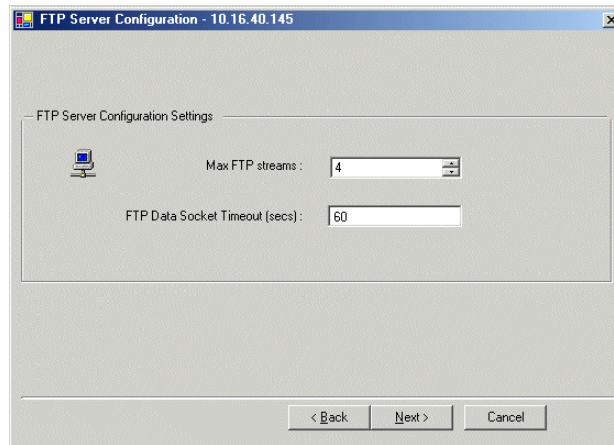 FTP Server Configuration - 10.16.40.145
FTP Server Configuration Settings
Max FTP streams :
4
FTP Data Socket Timeout (secs) :
60
< Back
Next >
Cancel